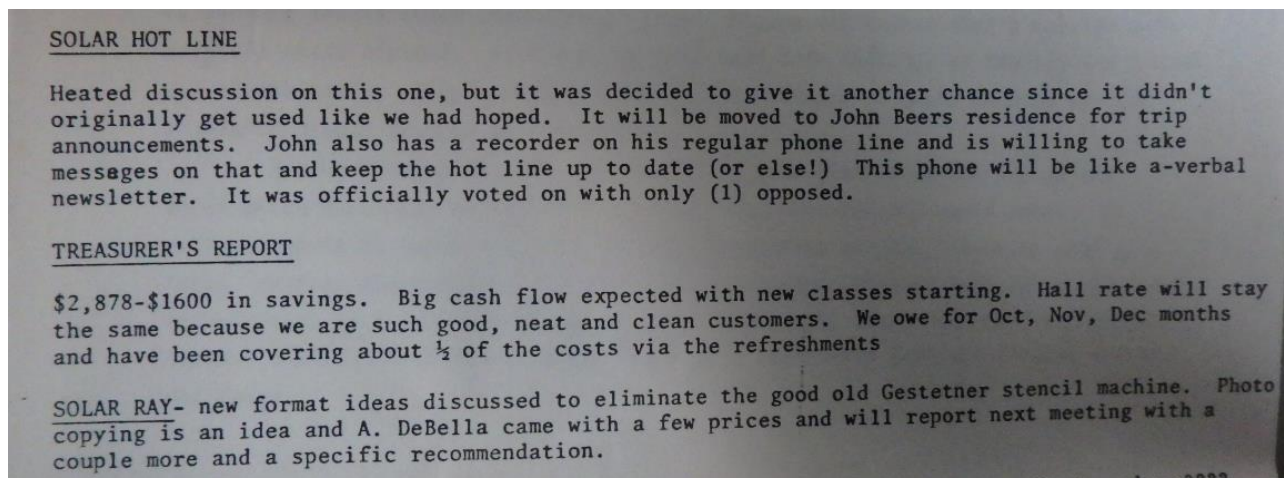 SOLAR HOT LINE
Heated discussion on this one, but it was decided to give it another chance since it didn't
originally get used like we had hoped. It will be moved to John Beers residence for trip
announcements. John also has a recorder on his regular phone line and is willing to take
messages on that and keep the hot line up to date (or else!) This phone will be like a-verbal
newsletter. It was officially voted on with only (1) opposed.
TREASURER'S REPORT
$2,878-$1600 in savings. Big cash flow expected with new classes starting. Hall rate will stay
the same because we are such good, neat and clean customers. We owe for Oct, Nov, Dec months
and have been covering about ½ of the costs via the refreshments
SOLAR RAY- new format ideas discussed to eliminate the good old Gestetner stencil machine. Photo
copying is an idea and A. DeBella came with a few prices and will report next meeting with a
couple more and a specific recommendation.